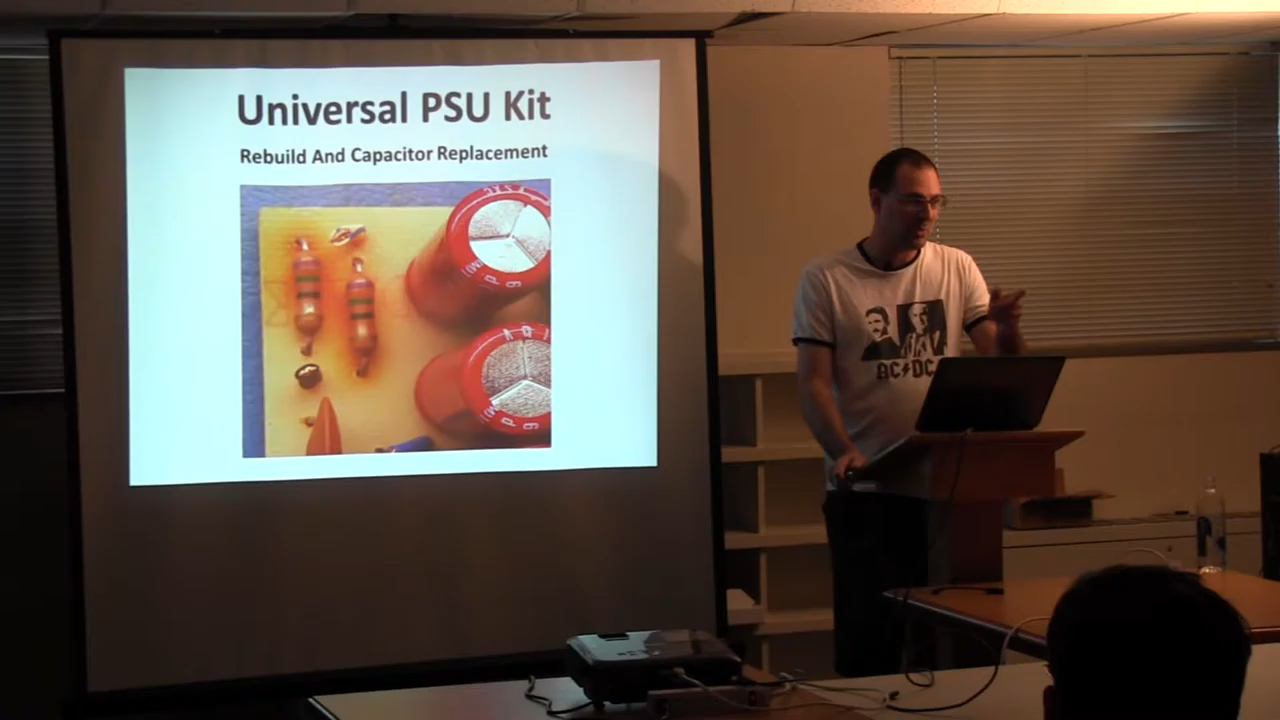 Universal PSU Kit
Rebuild And Capacitor Replacement
AC⚡DC